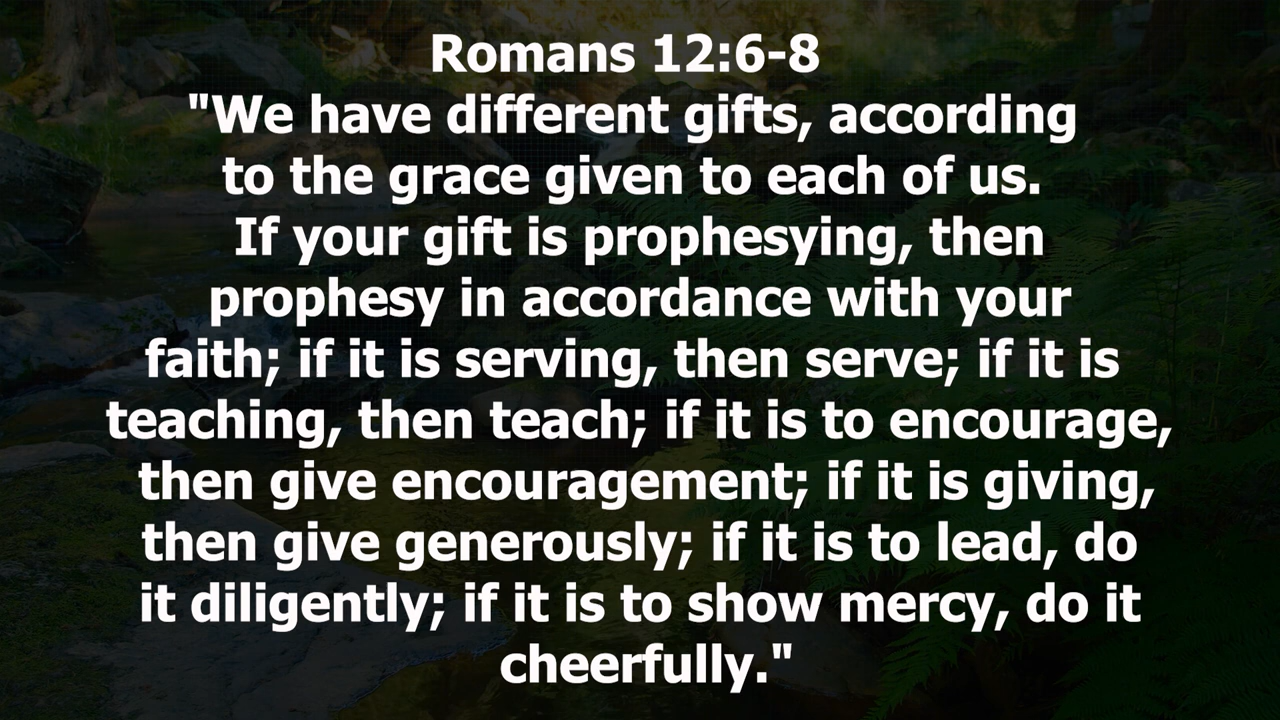 Romans 12:6-8
"We have different gifts, according
to the grace given to each of us.
If your gift is prophesying, then
prophesy in accordance with your
faith; if it is serving, then serve; if it is
teaching, then teach; if it is to encourage,
then give encouragement; if it is giving,
then give generously; if it is to lead, do
it diligently; if it is to show mercy, do it
cheerfully."